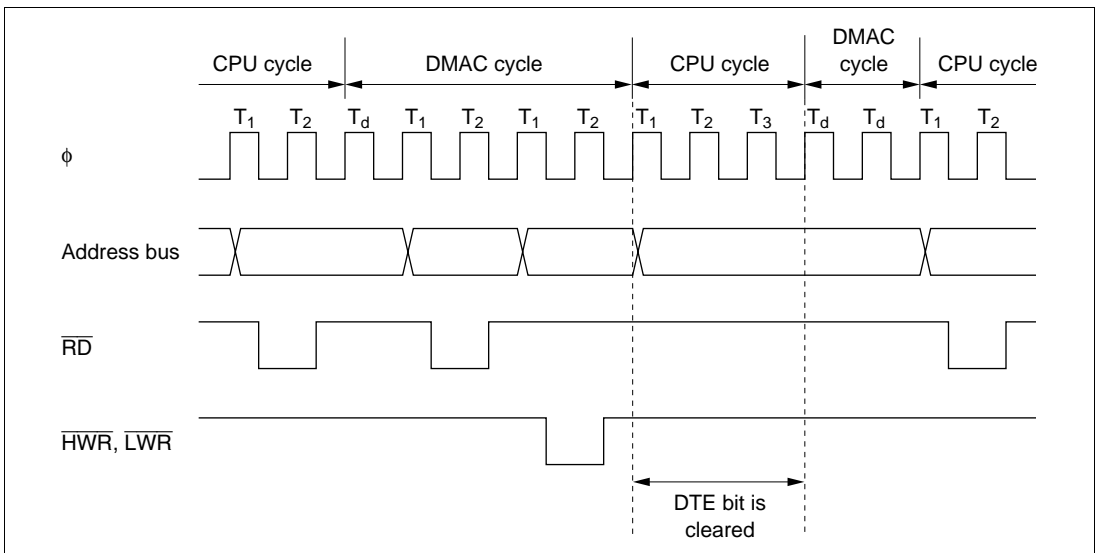 CPU cycle DMAC cycle CPU cycle DMAC cycle CPU cycle
T1 T2 Td T1 T2 T1 T2 T1 T2 T3 Td Td T1 T2
ϕ
Address bus
RD
HWR, LWR
DTE bit is
cleared